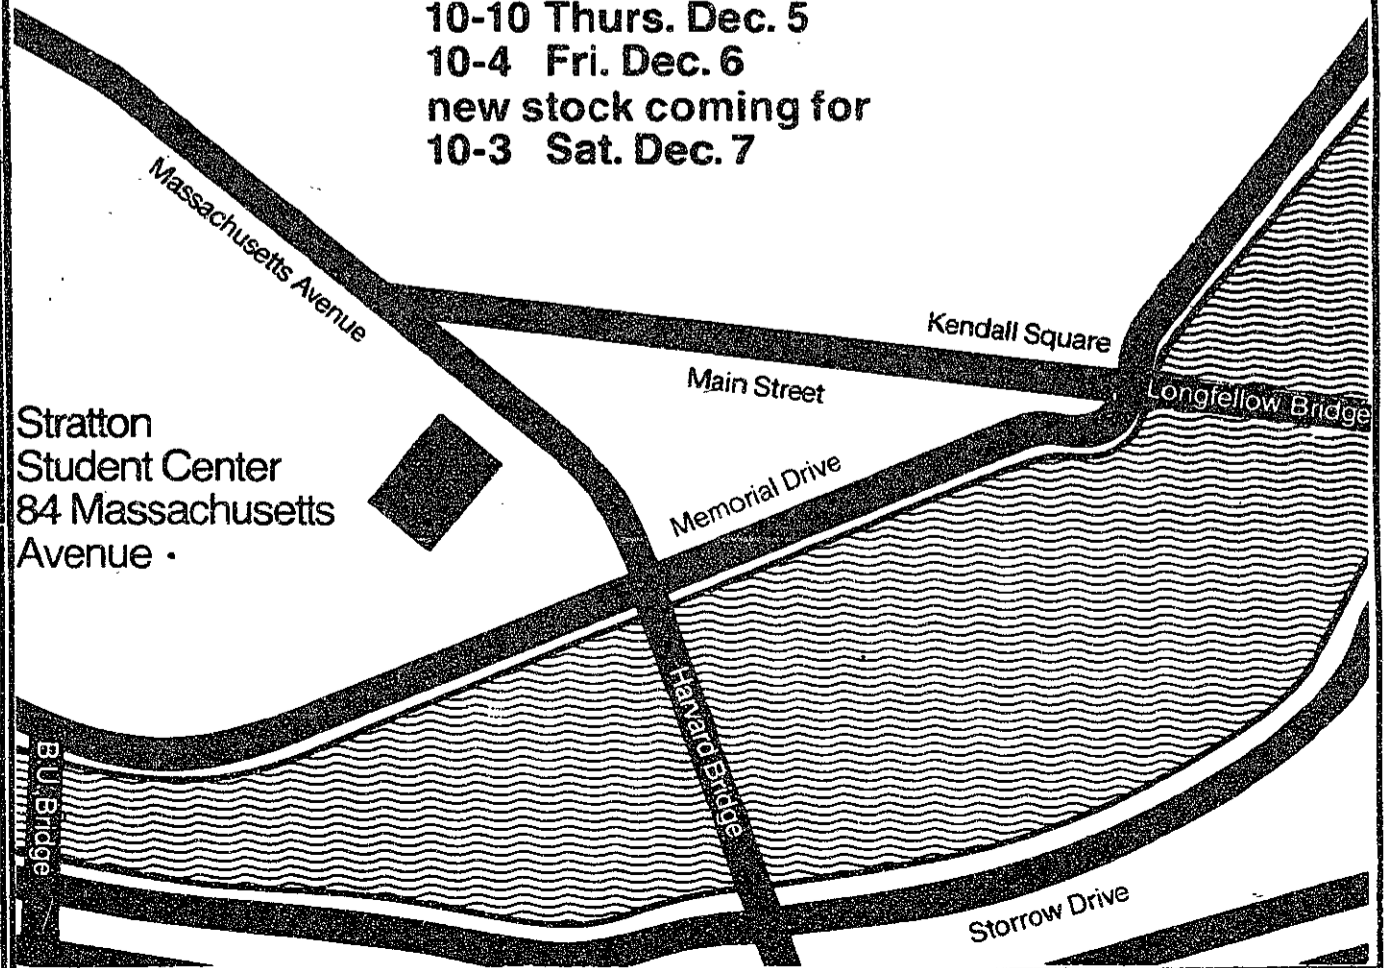 10-10 Thurs. Dec. 5
10-4 Fri. Dec. 6
new stock coming for
10-3 Sat. Dec. 7
Massachusetts Avenue
Kendall Square
Main Street
Longfellow Bridge
Stratton
Student Center
84 Massachusetts
Avenue
Memorial Drive
Harvard Bridge
B.U. Bridge
Storrow Drive